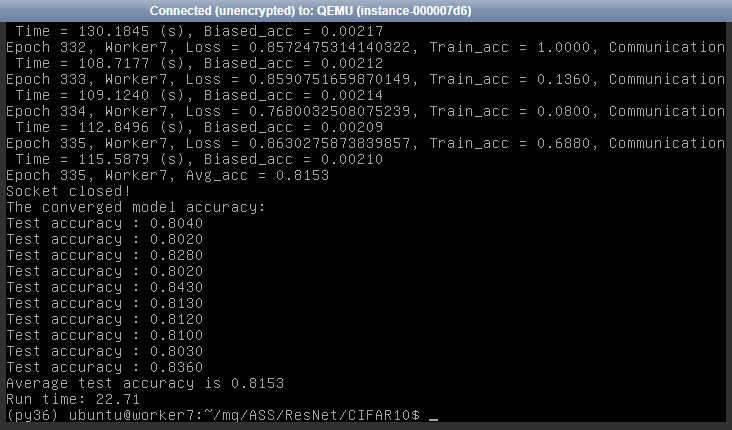 Connected (unencrypted) to: QEMU (instance-000007d6)
Time = 130.1845 (s), Biased_acc = 0.00217
Epoch 332, Worker7, Loss = 0.8572475314140322, Train_acc = 1.0000, Communication
Time = 108.7177 (s), Biased_acc = 0.00212
Epoch 333, Worker7, Loss = 0.8590751659870149, Train_acc = 0.1360, Communication
Time = 109.1240 (s), Biased_acc = 0.00214
Epoch 334, Worker7, Loss = 0.7680032508075239, Train_acc = 0.0800, Communication
Time = 112.8496 (s), Biased_acc = 0.00209
Epoch 335, Worker7, Loss = 0.8630275873839857, Train_acc = 0.6880, Communication
Time = 115.5879 (s), Biased_acc = 0.00210
Epoch 335, Worker7, Avg_acc = 0.8153
Socket closed!
The converged model accuracy:
Test accuracy : 0.8040
Test accuracy : 0.8020
Test accuracy : 0.8280
Test accuracy : 0.8020
Test accuracy : 0.8430
Test accuracy : 0.8130
Test accuracy : 0.8120
Test accuracy : 0.8100
Test accuracy : 0.8030
Test accuracy : 0.8360
Average test accuracy is 0.8153
Run time: 22.71
(py36) ubuntu@worker7:~/mq/ASS/ResNet/CIFAR10$ _